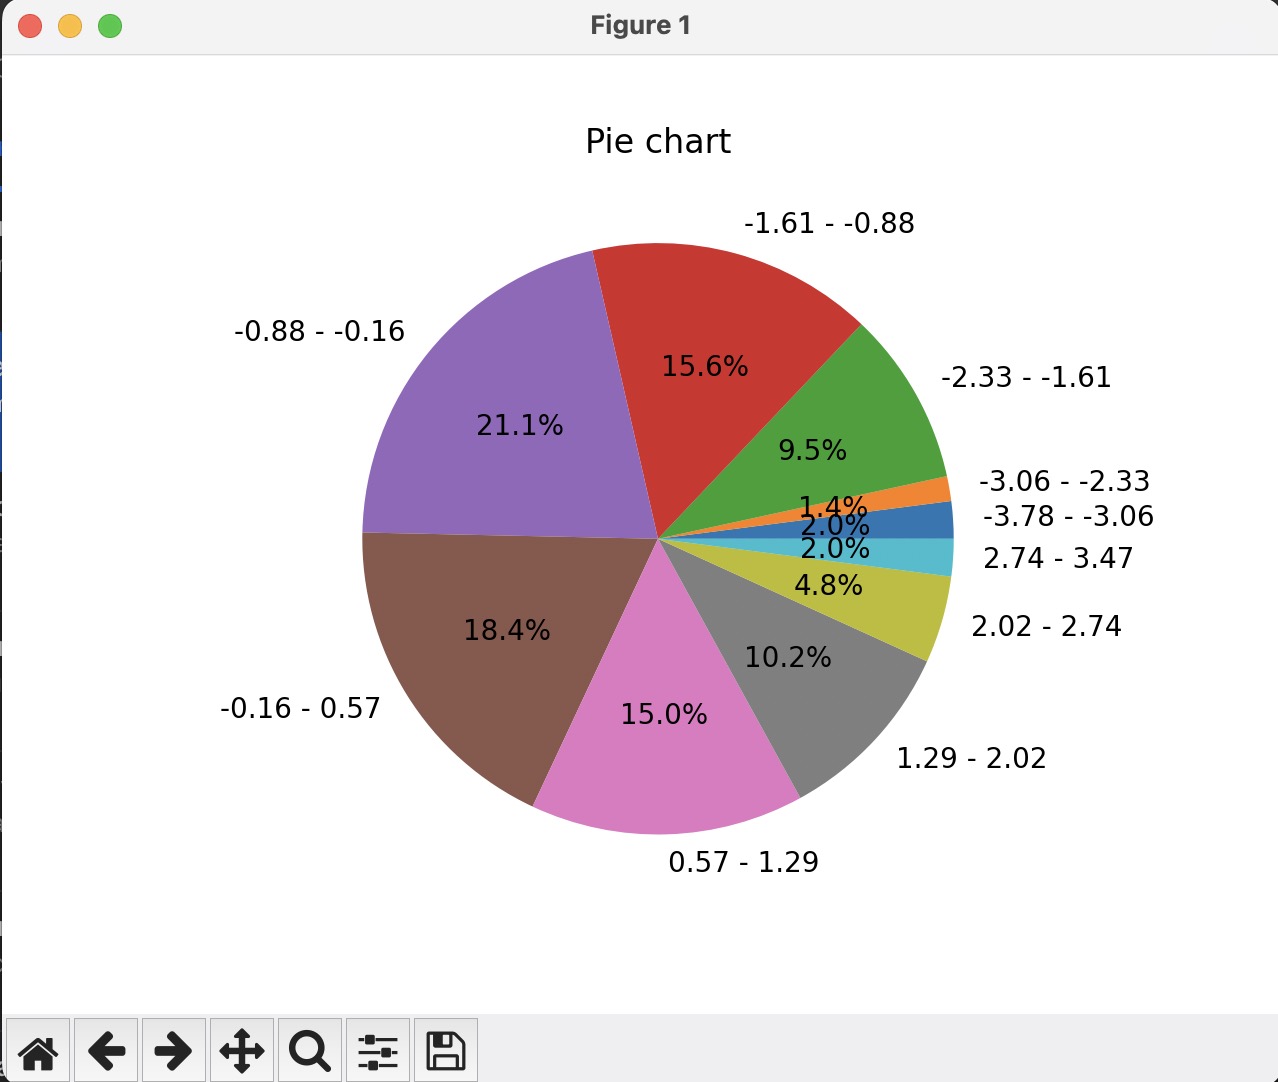 Figure 1
Pie chart
-1.61 - -0.88
-0.88 - -0.16
15.6%
-2.33 - -1.61
21.1%
9.5%
-3.06 - -2.33
1.4%
-3.78 - -3.06
2.0%
2.0%
2.74 - 3.47
4.8%
2.02 - 2.74
18.4%
10.2%
-0.16 - 0.57
15.0%
1.29 - 2.02
0.57 - 1.29